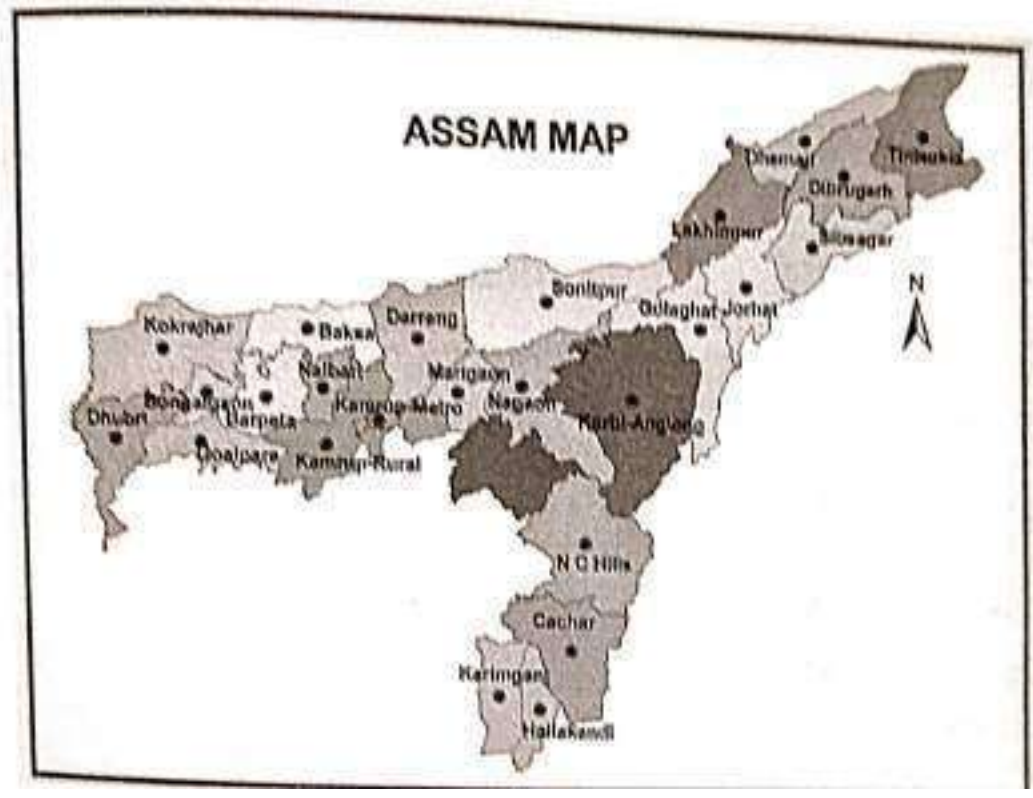 ASSAM MAP
Dhemaji
Tinsukia
Dibrugarh
Lakhimpur
Sibsagar
Sonitpur
N
Golaghat
Jorhat
Kokrajhar
Baksa
Darrang
Nalbari
Marigaon
Nagaon
Bongaigaon
Barpeta
Kamrup-Metro
Karbi-Anglong
Dhubri
Goalpara
Kamrup-Rural
N C Hills
Cachar
Karimganj
Hailakandi